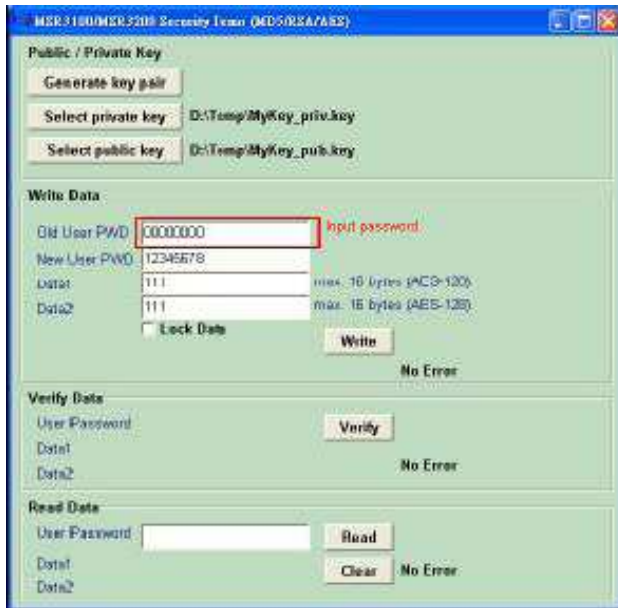 MSR3100/MSR3200 Security Demo (MD5/RSA/AES)
Public / Private Key
Generate key pair
Select private key D:\Temp\MyKey_priv.key
Select public key D:\Temp\MyKey_pub.key
Write Data
Old User PWD 00000000 Input password
New User PWD 12345678
Data1 111 max. 16 bytes (AES-128)
Data2 111 max. 16 bytes (AES-128)
Lock Data
Write
No Error
Verify Data
User Password Verify
Data1
Data2 No Error
Read Data
User Password Read
Data1 Clear No Error
Data2